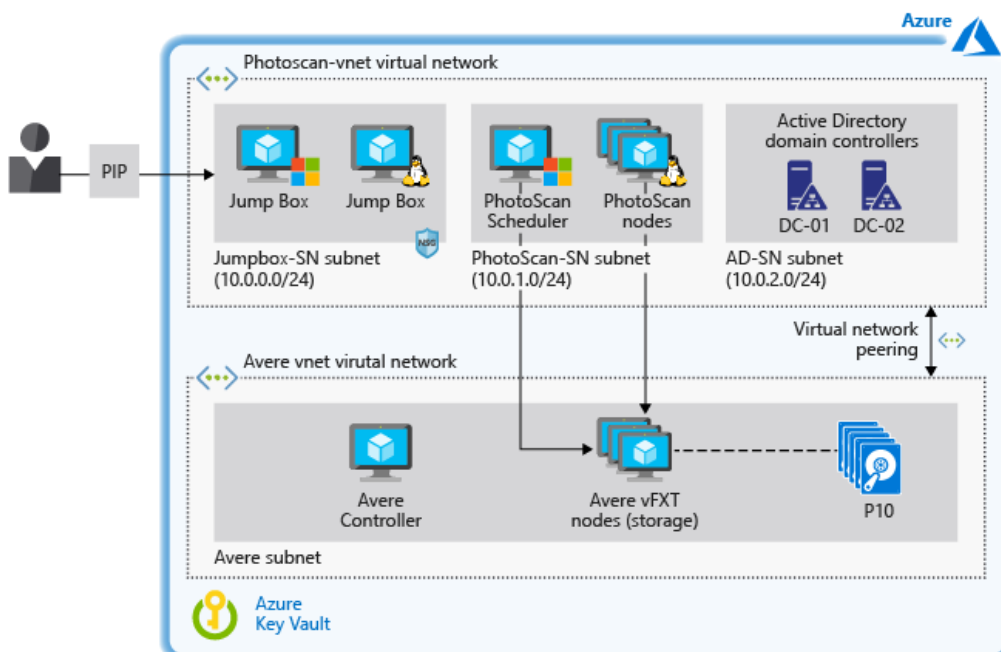 Azure
Photoscan-vnet virtual network
PIP
Jump Box
Jump Box
NSG
Jumpbox-SN subnet
(10.0.0.0/24)
PhotoScan
Scheduler
PhotoScan
nodes
PhotoScan-SN subnet
(10.0.1.0/24)
Active Directory
domain controllers
DC-01
DC-02
AD-SN subnet
(10.0.2.0/24)
Virtual network
peering
Avere vnet virutal network
Avere
Controller
Avere vFXT
nodes (storage)
P10
Avere subnet
Azure
Key Vault